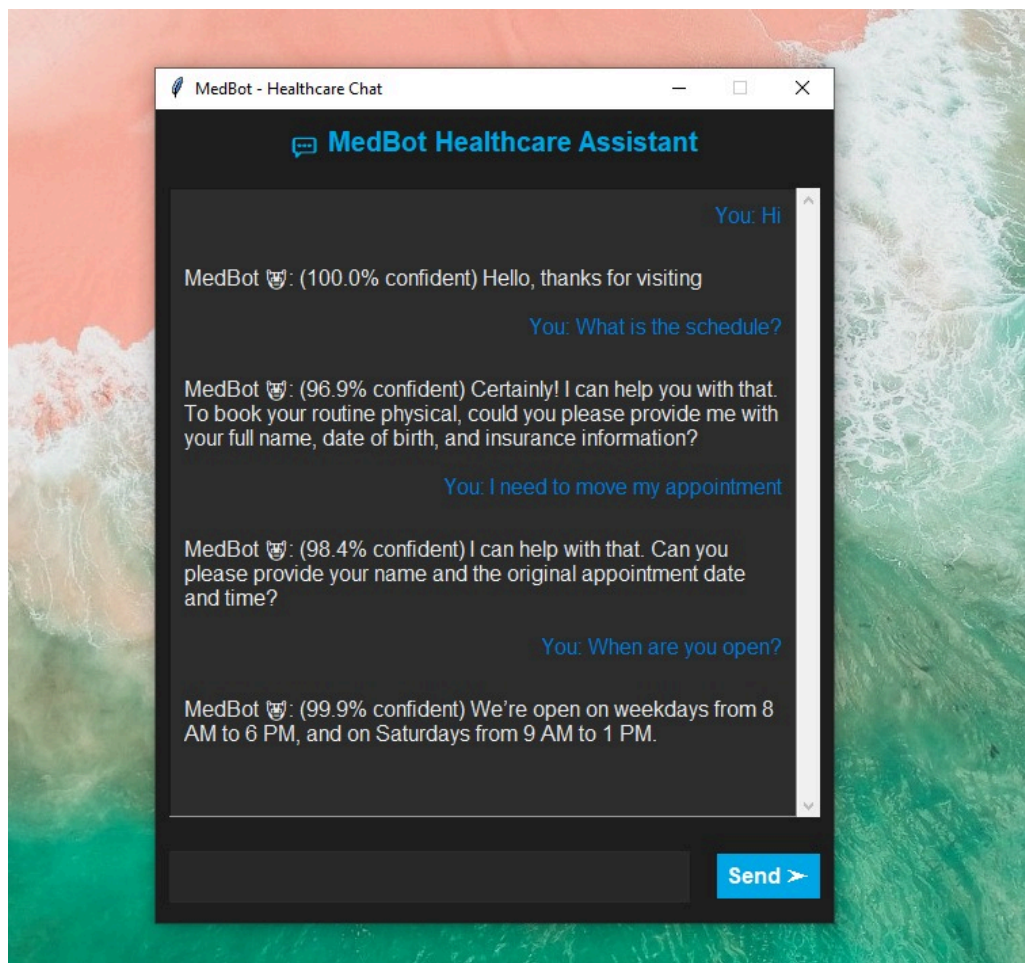 MedBot - Healthcare Chat
MedBot Healthcare Assistant
You: Hi
MedBot 🐯: (100.0% confident) Hello, thanks for visiting
You: What is the schedule?
MedBot 🐯: (96.9% confident) Certainly! I can help you with that.
To book your routine physical, could you please provide me with
your full name, date of birth, and insurance information?
You: I need to move my appointment
MedBot 🐯: (98.4% confident) I can help with that. Can you
please provide your name and the original appointment date
and time?
You: When are you open?
MedBot 🐯: (99.9% confident) We’re open on weekdays from 8
AM to 6 PM, and on Saturdays from 9 AM to 1 PM.
Send ➣